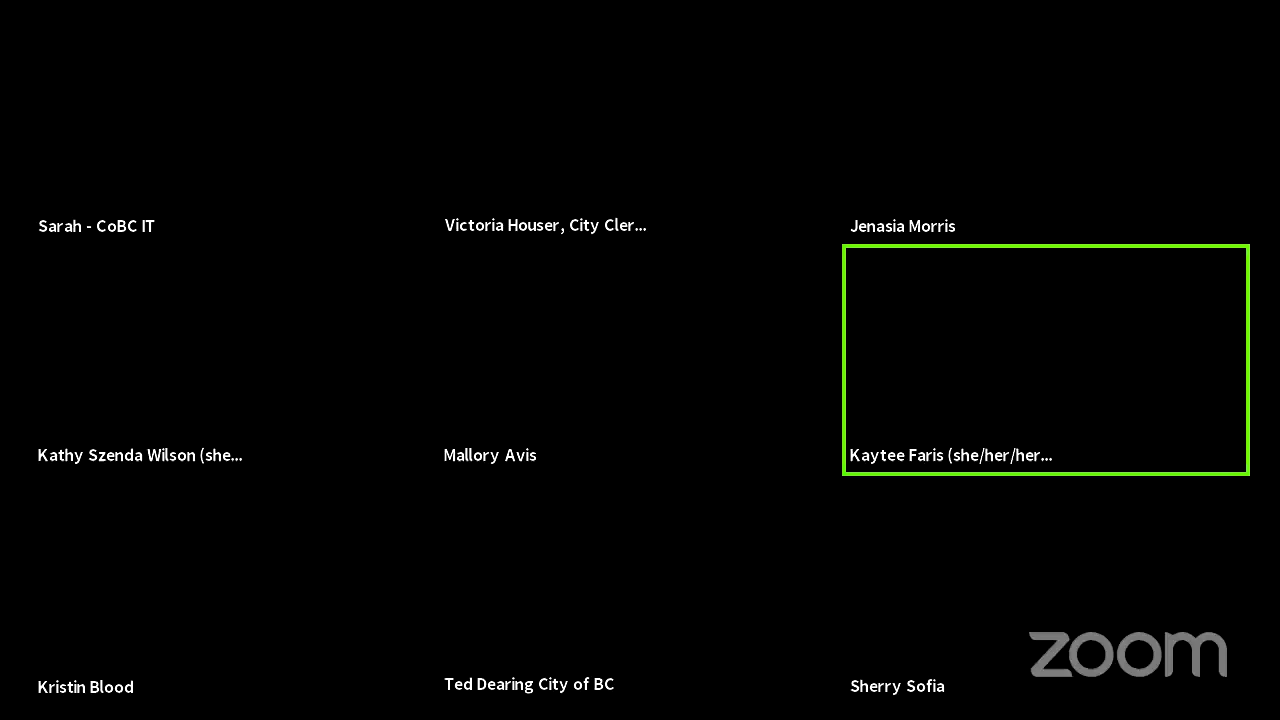 Sarah - CoBC IT
Victoria Houser, City Cler...
Jenasia Morris
Kathy Szenda Wilson (she...
Mallory Avis
Kaytee Faris (she/her/her...
Kristin Blood
Ted Dearing City of BC
Sherry Sofia
zoom